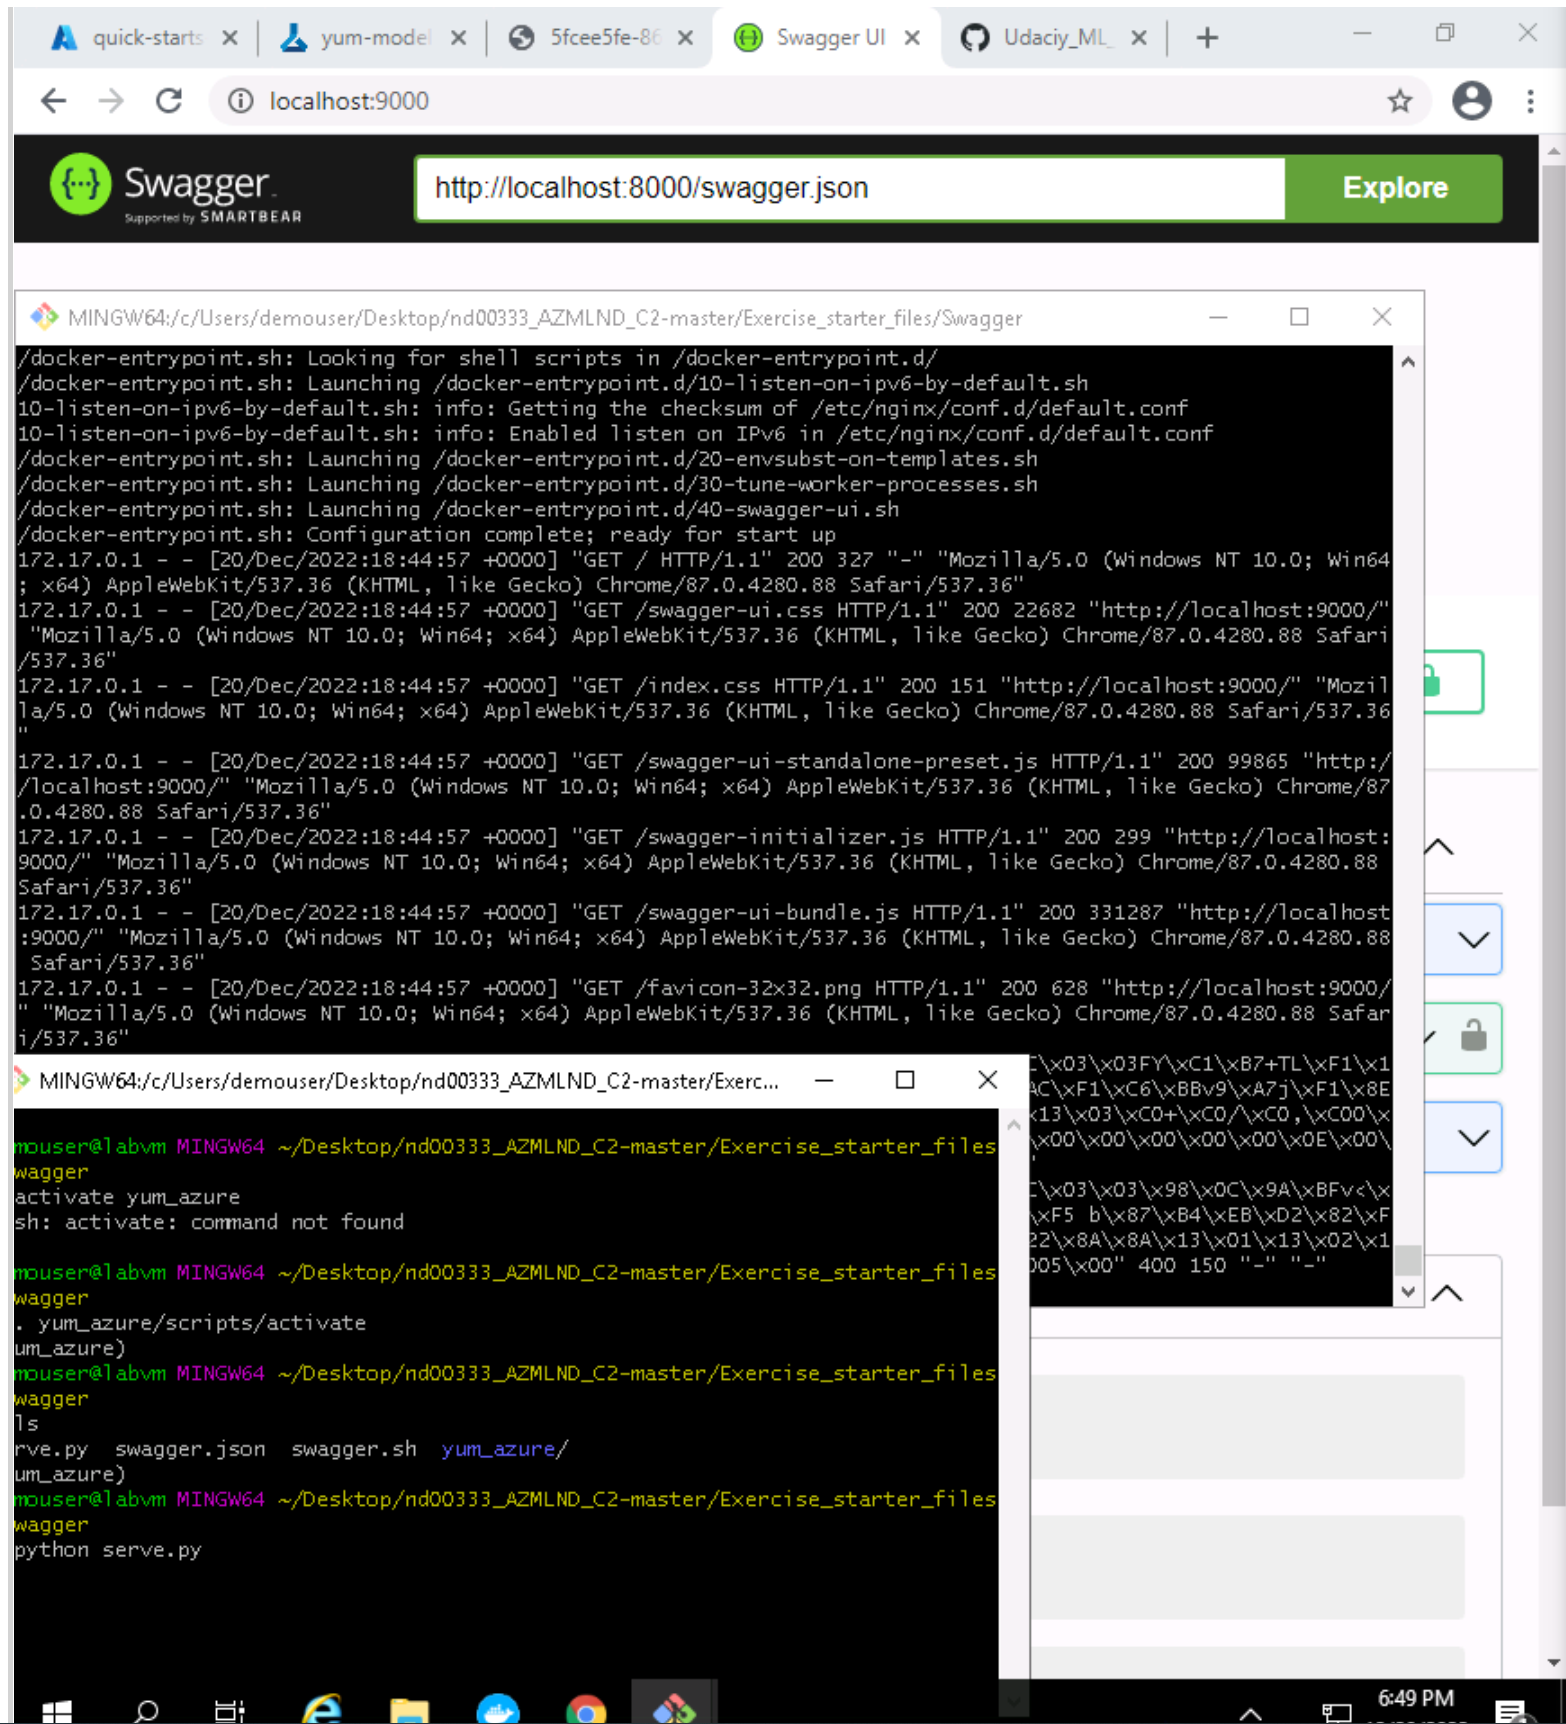 quick-starts
yum-model
5fcee5fe-86
Swagger UI
Udaciy_ML_
localhost:9000
Swagger
Supported by SMARTBEAR
http://localhost:8000/swagger.json
Explore
MINGW64:/c/Users/demouser/Desktop/nd00333_AZMLND_C2-master/Exercise_starter_files/Swagger
/docker-entrypoint.sh: Looking for shell scripts in /docker-entrypoint.d/
/docker-entrypoint.sh: Launching /docker-entrypoint.d/10-listen-on-ipv6-by-default.sh
10-listen-on-ipv6-by-default.sh: info: Getting the checksum of /etc/nginx/conf.d/default.conf
10-listen-on-ipv6-by-default.sh: info: Enabled listen on IPv6 in /etc/nginx/conf.d/default.conf
/docker-entrypoint.sh: Launching /docker-entrypoint.d/20-envsubst-on-templates.sh
/docker-entrypoint.sh: Launching /docker-entrypoint.d/30-tune-worker-processes.sh
/docker-entrypoint.sh: Launching /docker-entrypoint.d/40-swagger-ui.sh
/docker-entrypoint.sh: Configuration complete; ready for start up
172.17.0.1 - - [20/Dec/2022:18:44:57 +0000] "GET / HTTP/1.1" 200 327 "-" "Mozilla/5.0 (Windows NT 10.0; Win64
; x64) AppleWebKit/537.36 (KHTML, like Gecko) Chrome/87.0.4280.88 Safari/537.36"
172.17.0.1 - - [20/Dec/2022:18:44:57 +0000] "GET /swagger-ui.css HTTP/1.1" 200 22682 "http://localhost:9000/"
"Mozilla/5.0 (Windows NT 10.0; Win64; x64) AppleWebKit/537.36 (KHTML, like Gecko) Chrome/87.0.4280.88 Safari
/537.36"
172.17.0.1 - - [20/Dec/2022:18:44:57 +0000] "GET /index.css HTTP/1.1" 200 151 "http://localhost:9000/" "Mozil
la/5.0 (Windows NT 10.0; Win64; x64) AppleWebKit/537.36 (KHTML, like Gecko) Chrome/87.0.4280.88 Safari/537.36
"
172.17.0.1 - - [20/Dec/2022:18:44:57 +0000] "GET /swagger-ui-standalone-preset.js HTTP/1.1" 200 99865 "http:/
/localhost:9000/" "Mozilla/5.0 (Windows NT 10.0; Win64; x64) AppleWebKit/537.36 (KHTML, like Gecko) Chrome/87
.0.4280.88 Safari/537.36"
172.17.0.1 - - [20/Dec/2022:18:44:57 +0000] "GET /swagger-initializer.js HTTP/1.1" 200 299 "http://localhost:
9000/" "Mozilla/5.0 (Windows NT 10.0; Win64; x64) AppleWebKit/537.36 (KHTML, like Gecko) Chrome/87.0.4280.88
Safari/537.36"
172.17.0.1 - - [20/Dec/2022:18:44:57 +0000] "GET /swagger-ui-bundle.js HTTP/1.1" 200 331287 "http://localhost
:9000/" "Mozilla/5.0 (Windows NT 10.0; Win64; x64) AppleWebKit/537.36 (KHTML, like Gecko) Chrome/87.0.4280.88
Safari/537.36"
172.17.0.1 - - [20/Dec/2022:18:44:57 +0000] "GET /favicon-32x32.png HTTP/1.1" 200 628 "http://localhost:9000/
" "Mozilla/5.0 (Windows NT 10.0; Win64; x64) AppleWebKit/537.36 (KHTML, like Gecko) Chrome/87.0.4280.88 Safar
i/537.36"
C\x03\x03FY\xC1\xB7+TL\xF1\x1
AC\xF1\xC6\xBBv9\xA7j\xF1\x8E
x13\x03\xC0+\xC0/\xC0,\xC00\x
\x00\x00\x00\x00\x00\x0E\x00\
"
C\x03\x03\x98\x0C\x9A\xBFv<\x
\xF5 b\x87\xB4\xEB\xD2\x82\xF
22\x8A\x8A\x13\x01\x13\x02\x1
005\x00" 400 150 "-" "-"
MINGW64:/c/Users/demouser/Desktop/nd00333_AZMLND_C2-master/Exerc...
mouser@labvm MINGW64 ~/Desktop/nd00333_AZMLND_C2-master/Exercise_starter_files
wagger
activate yum_azure
sh: activate: command not found
mouser@labvm MINGW64 ~/Desktop/nd00333_AZMLND_C2-master/Exercise_starter_files
wagger
. yum_azure/scripts/activate
um_azure)
mouser@labvm MINGW64 ~/Desktop/nd00333_AZMLND_C2-master/Exercise_starter_files
wagger
ls
rve.py swagger.json swagger.sh yum_azure/
um_azure)
mouser@labvm MINGW64 ~/Desktop/nd00333_AZMLND_C2-master/Exercise_starter_files
wagger
python serve.py
6:49 PM